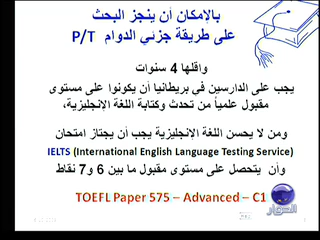 بالإمكان أن ينجز البحث
على طريقة جزئي الدوام P/T
واقلها 4 سنوات
يجب على الدارسين في بريطانيا أن يكونوا على مستوى
مقبول علمياً من تحدث وكتابة اللغة الإنجليزية،
ومن لا يحسن اللغة الإنجليزية يجب أن يجتاز امتحان
IELTS (International English Language Testing Service)
وأن يتحصل على مستوى مقبول ما بين 6 و7 نقاط
TOEFL Paper 575 – Advanced – C1
الحوار